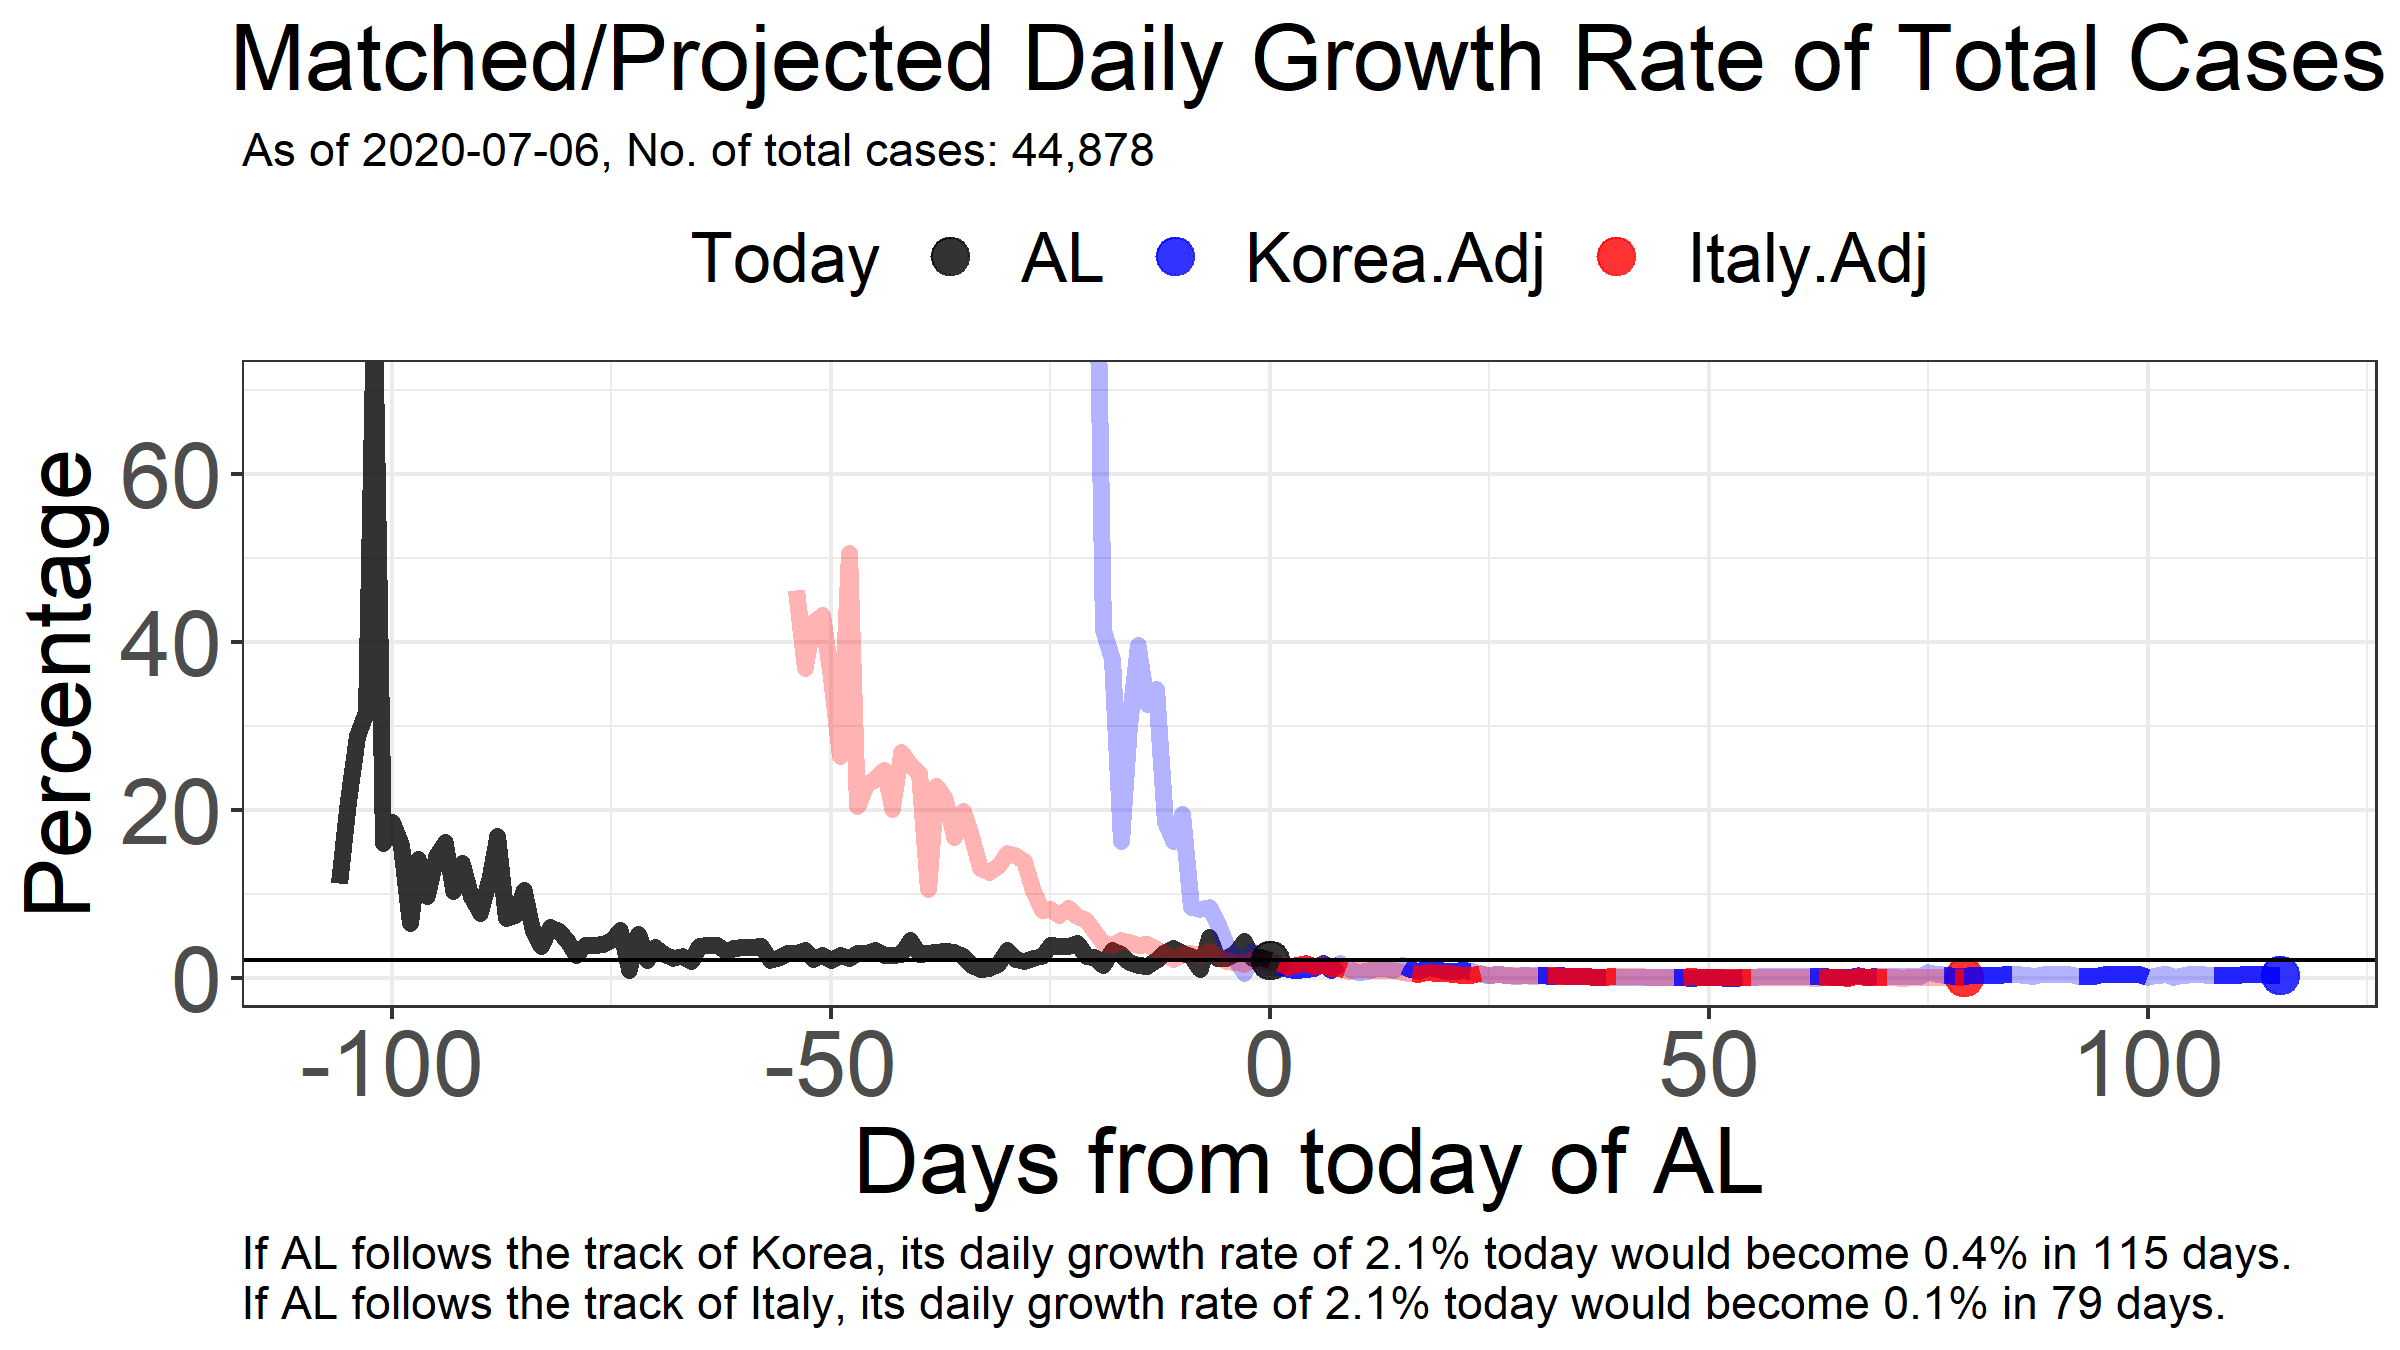 Matched/Projected Daily Growth Rate of Total Cases
As of 2020-07-06, No. of total cases: 44,878
Today AL Korea.Adj Italy.Adj
Percentage
60
40
20
0
-100 -50 0 50 100
Days from today of AL
If AL follows the track of Korea, its daily growth rate of 2.1% today would become 0.4% in 115 days.
If AL follows the track of Italy, its daily growth rate of 2.1% today would become 0.1% in 79 days.